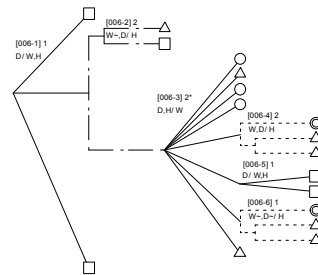 [006-1] 1
D/ W,H
[006-2] 2
W~,D/ H
[006-3] 2*
D,H/ W
[006-4] 2
W,D/ H
[006-5] 1
D/ W,H
[006-6] 1
W~,D~/ H